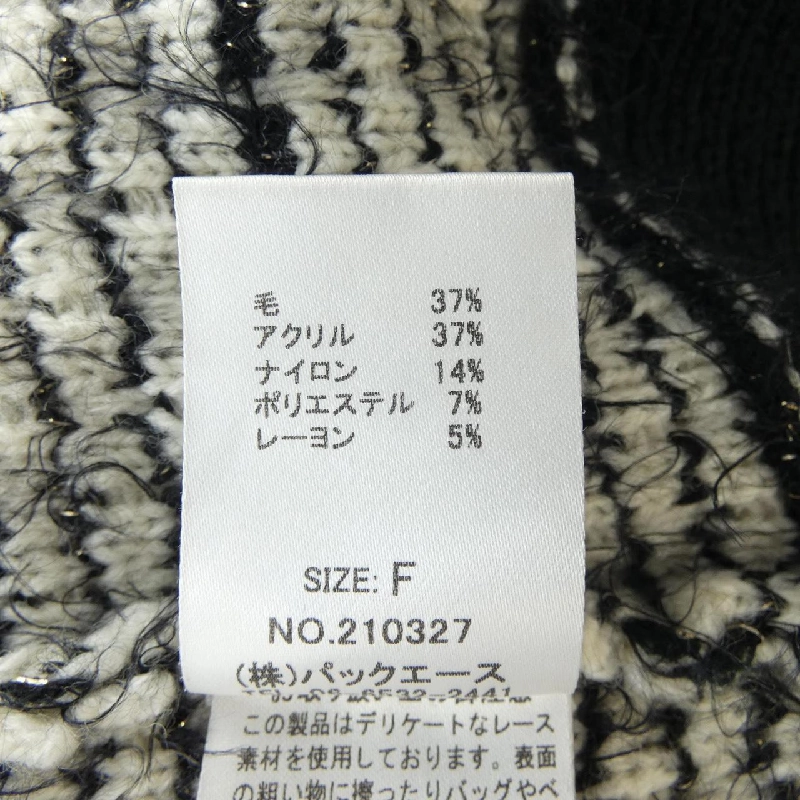 毛 37%
アクリル 37%
ナイロン 14%
ポリエステル 7%
レーヨン 5%
SIZE: F
NO.210327
(株)パックエース
この製品はデリケートなレース
素材を使用しております。表面
の粗い物に擦ったりバッグやベ